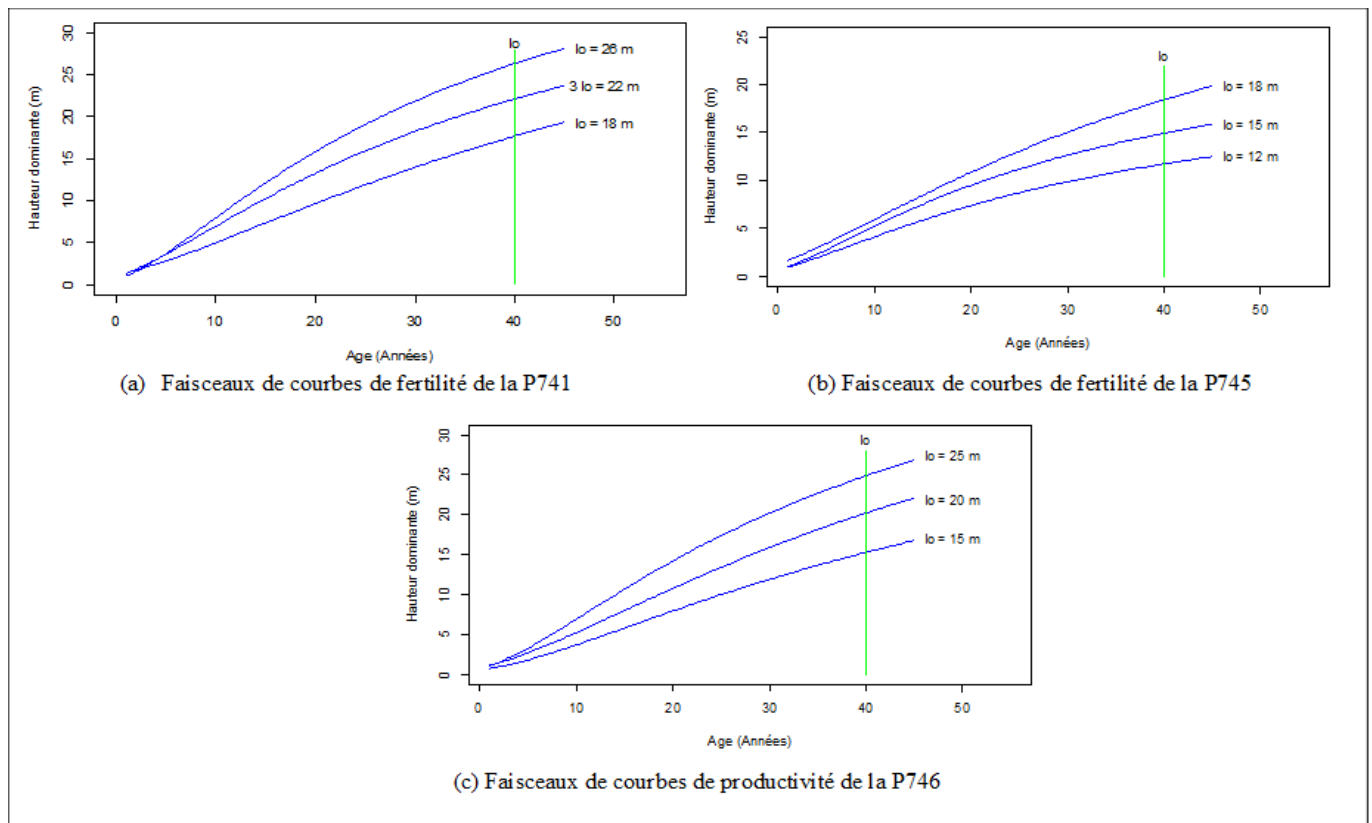 Hauteur dominante (m)
30
25
20
15
10
5
0
Io
Io = 26 m
3 Io = 22 m
Io = 18 m
0 10 20 30 40 50
Age (Années)
(a) Faisceaux de courbes de fertilité de la P741
Hauteur dominante (m)
25
20
15
10
5
0
Io
Io = 18 m
Io = 15 m
Io = 12 m
0 10 20 30 40 50
Age (Années)
(b) Faisceaux de courbes de fertilité de la P745
Hauteur dominante (m)
30
25
20
15
10
5
0
Io
Io = 25 m
Io = 20 m
Io = 15 m
0 10 20 30 40 50
Age (Années)
(c) Faisceaux de courbes de productivité de la P746